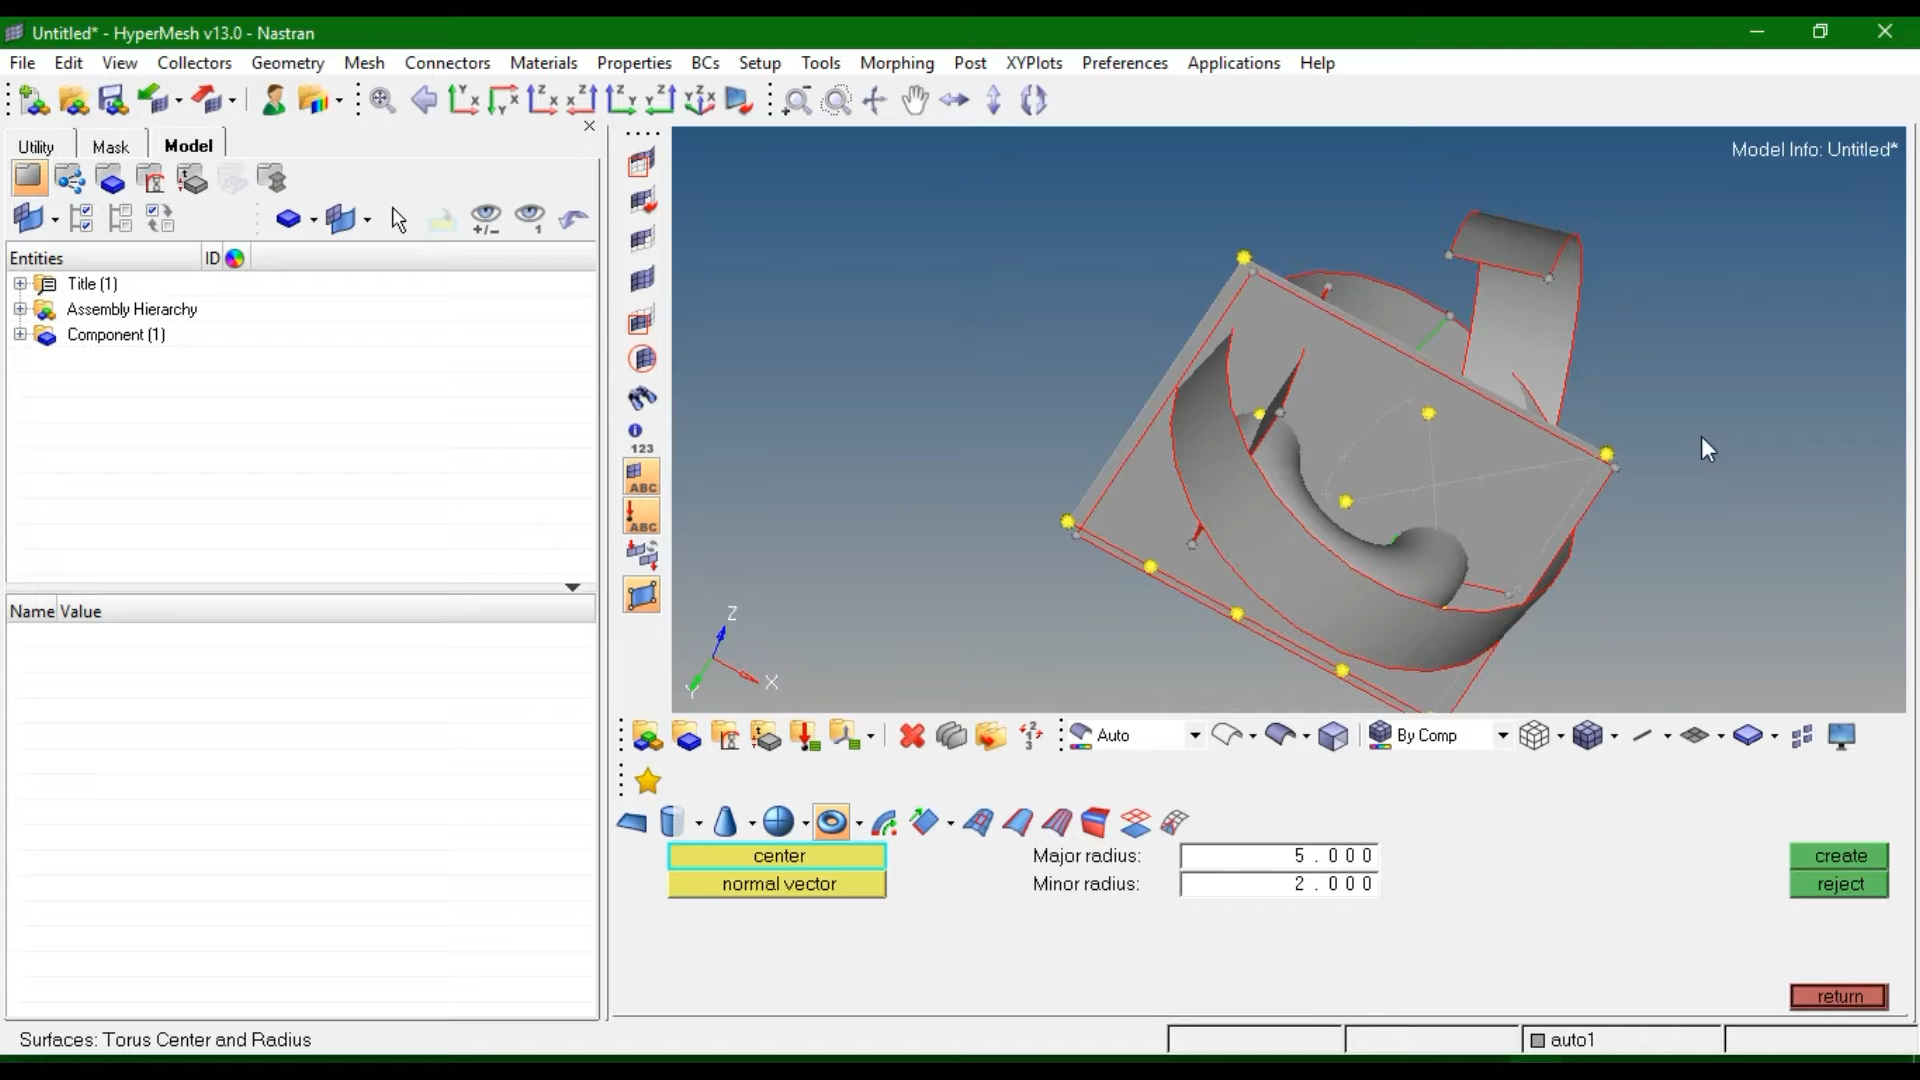 Untitled* - HyperMesh v13.0 - Nastran
File Edit View Collectors Geometry Mesh Connectors Materials Properties BCs Setup Tools Morphing Post XYPlots Preferences Applications Help
Utility Mask Model
Model Info: Untitled*
Entities ID
Title (1)
Assembly Hierarchy
Component (1)
123
ABC
ABC
Name Value
Z
X
Y
Auto
By Comp
center
normal vector
Major radius: 5.000
Minor radius: 2.000
create
reject
return
Surfaces: Torus Center and Radius
auto1